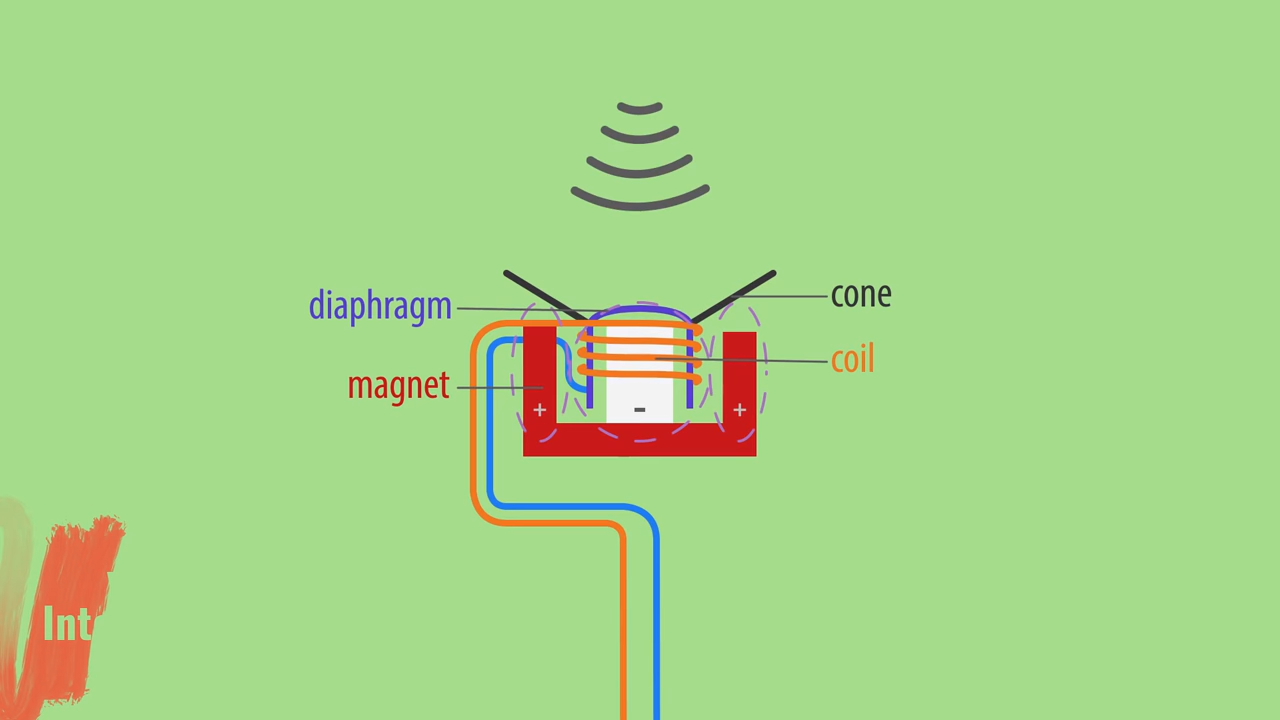 diaphragm
cone
coil
magnet
+
-
+
Int